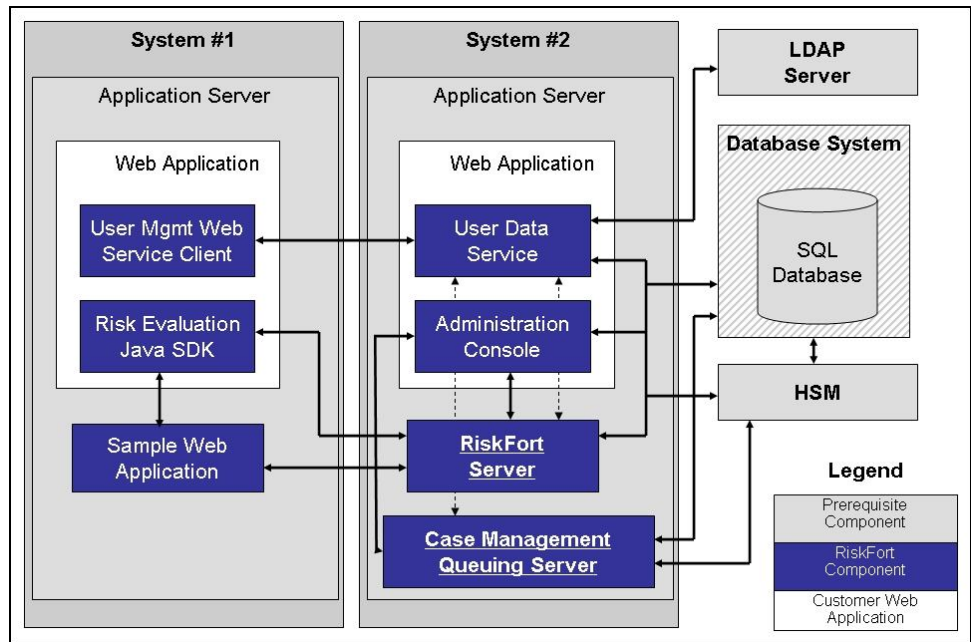 System #1
Application Server
Web Application
User Mgmt Web
Service Client
Risk Evaluation
Java SDK
Sample Web
Application
System #2
Application Server
Web Application
User Data
Service
Administration
Console
RiskFort
Server
Case Management
Queuing Server
LDAP
Server
Database System
SQL
Database
HSM
Legend
Prerequisite
Component
RiskFort
Component
Customer Web
Application